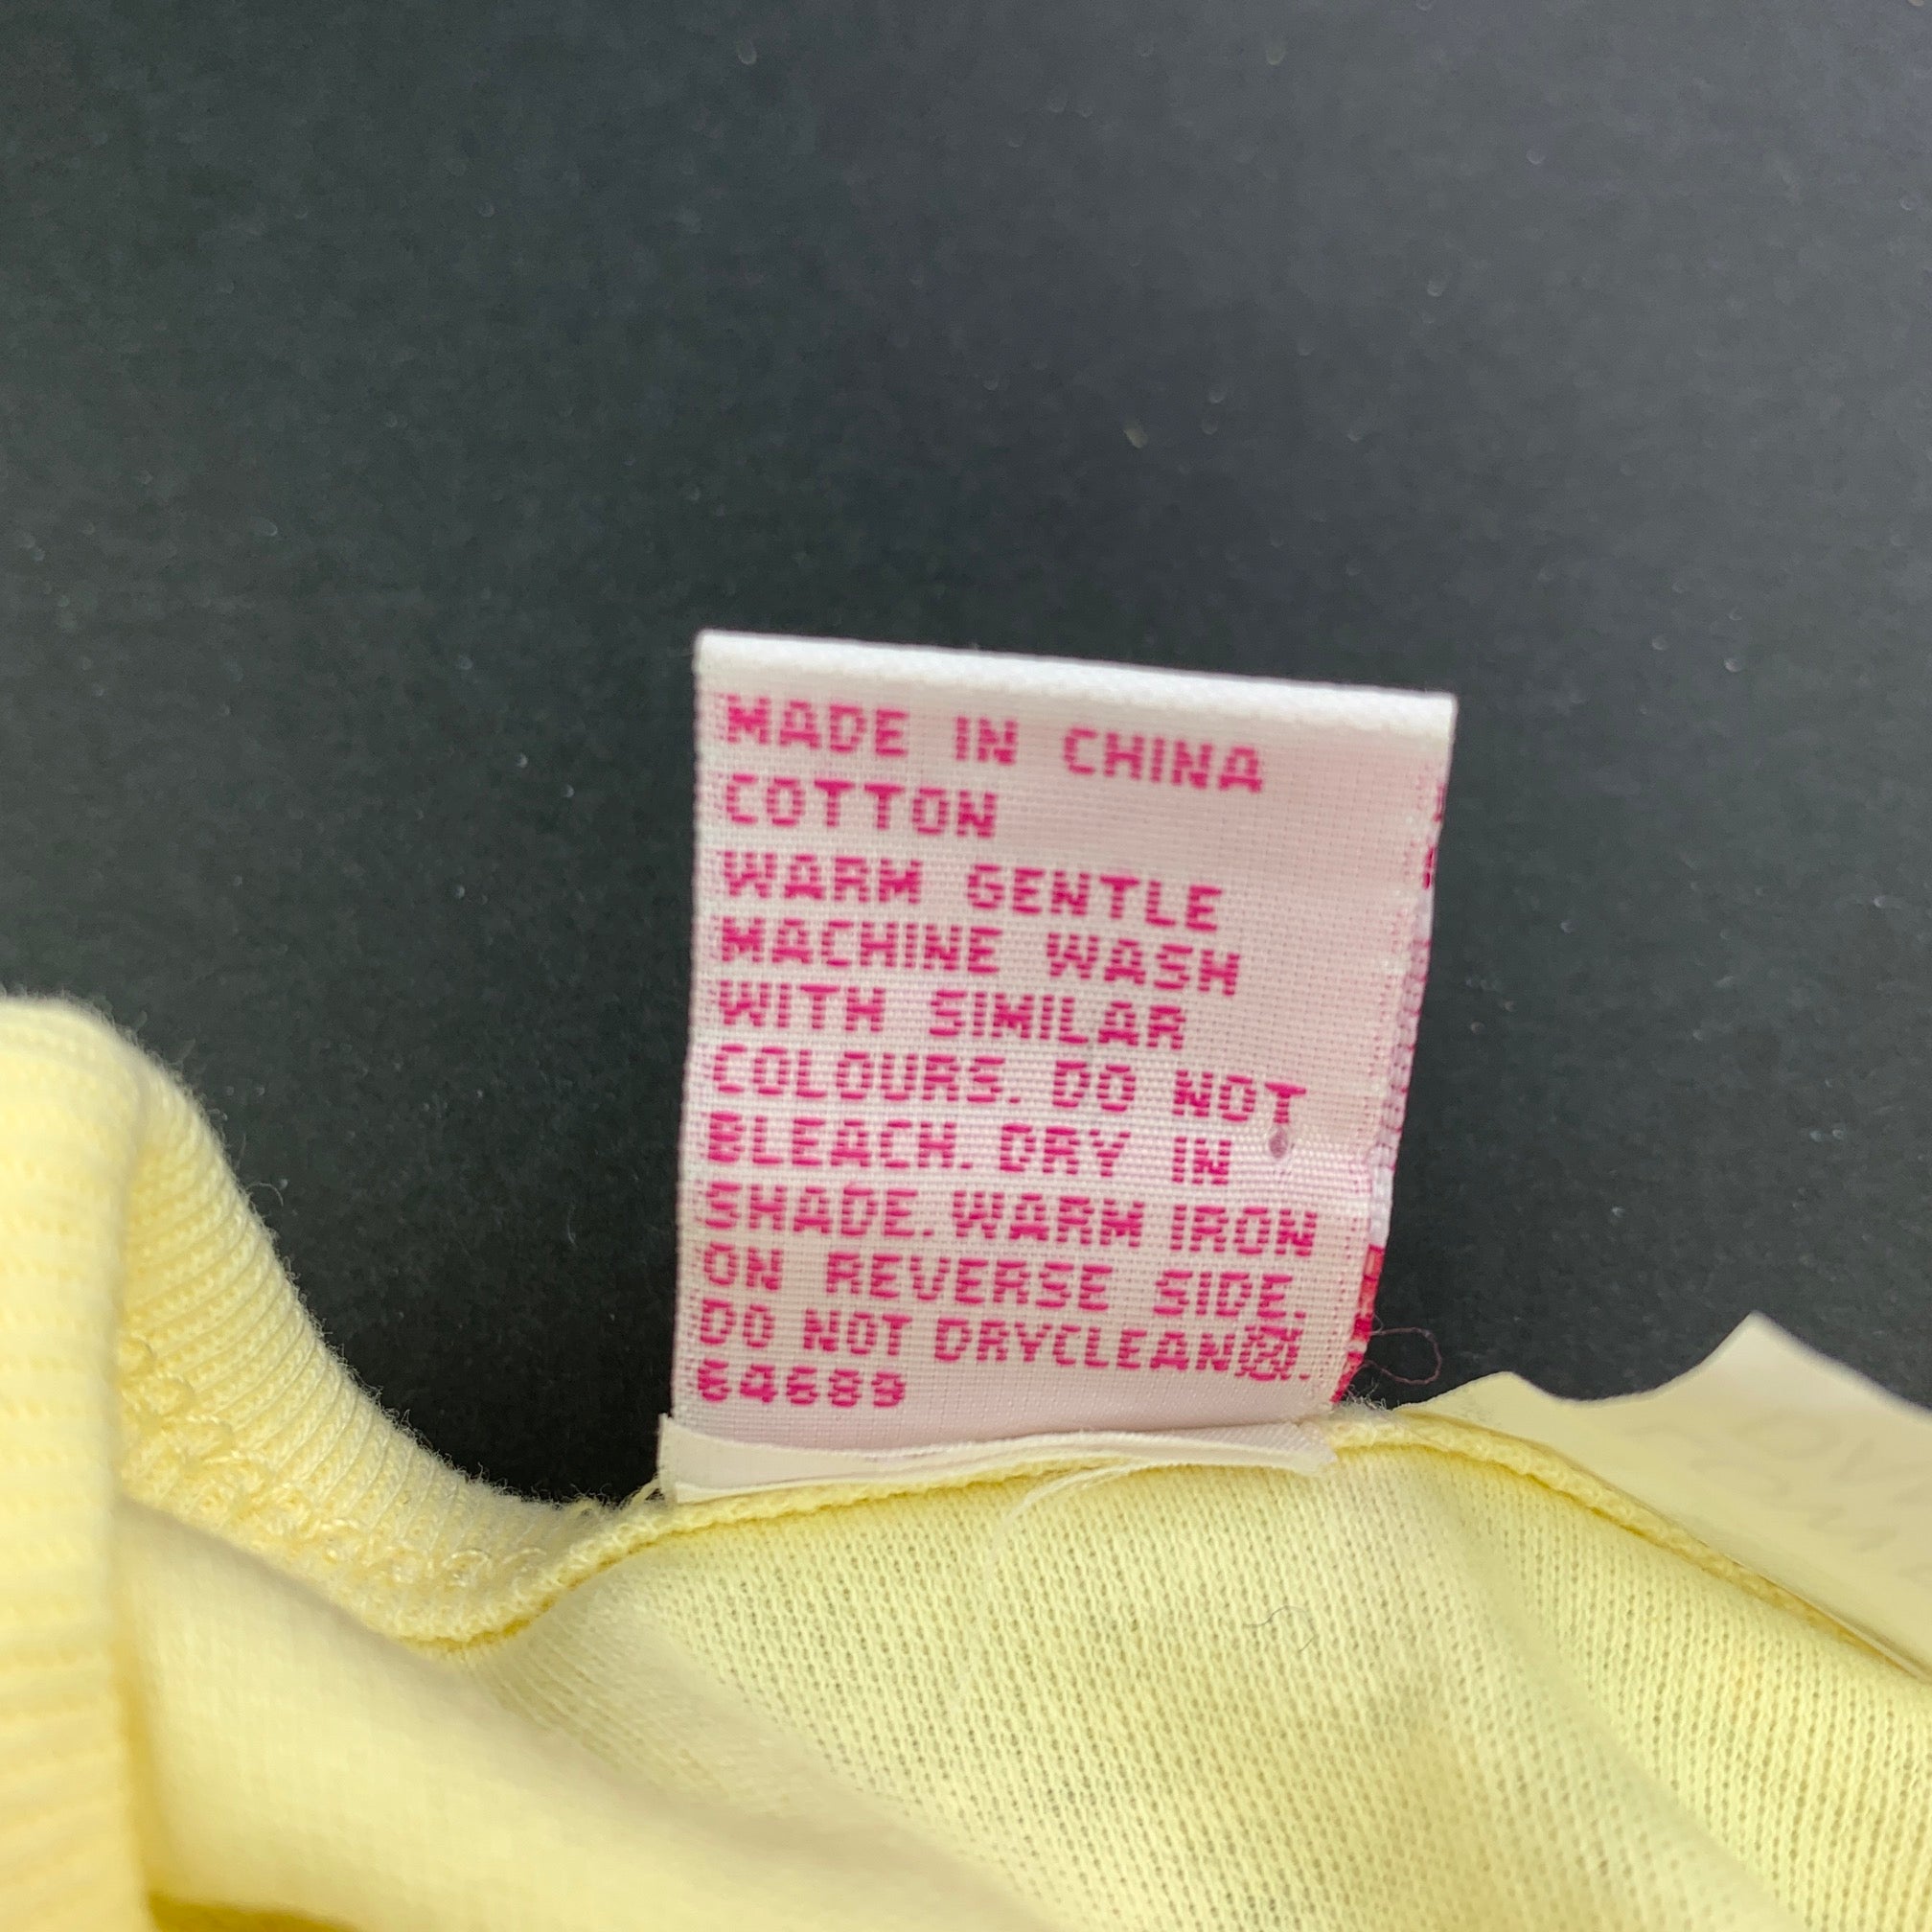 MADE IN CHINA
COTTON
WARM GENTLE
MACHINE WASH
WITH SIMILAR
COLOURS. DO NOT
BLEACH. DRY IN
SHADE. WARM IRON
ON REVERSE SIDE.
DO NOT DRYCLEAN.
64689